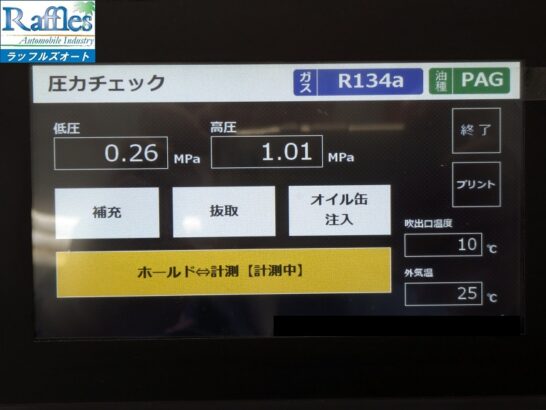 Raffles
Automobile Industry
ラッフルズオート
圧力チェック
ガス R134a
油種 PAG
低圧
0.26 MPa
高圧
1.01 MPa
終了
プリント
補充
抜取
オイル缶
注入
吹出口温度
10 ℃
ホールド⇔計測【計測中】
外気温
25 ℃